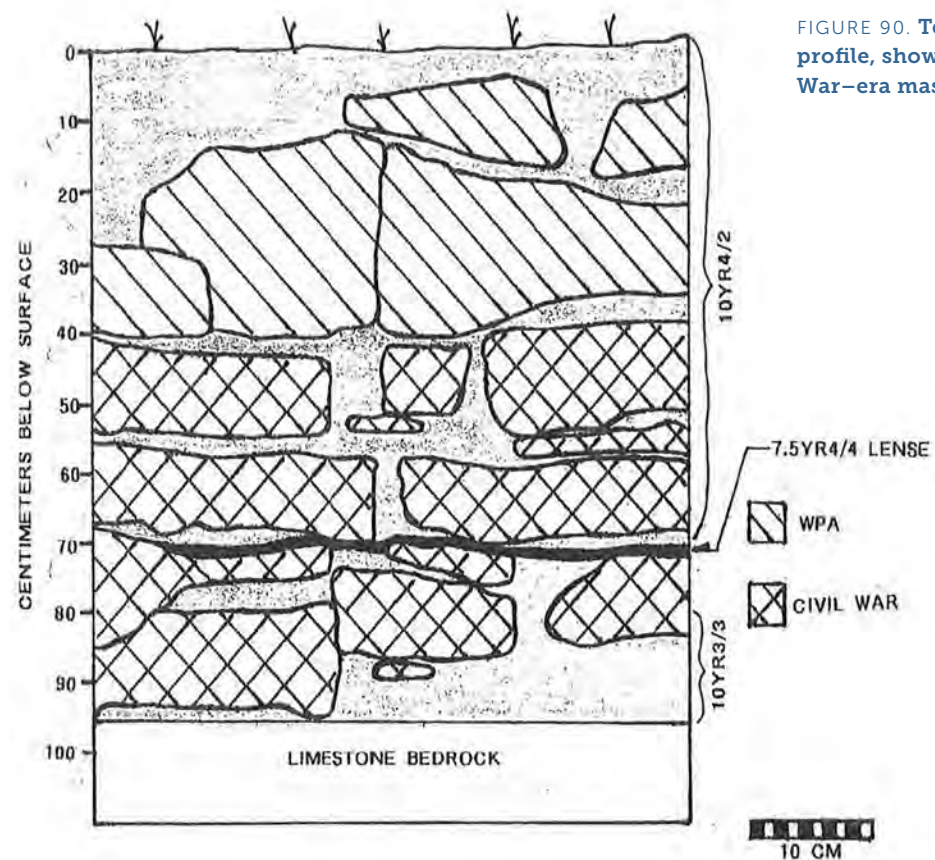 FIGURE 90. To
profile, show
War–era mas
0
10
20
30
40
50
60
70
80
90
100
CENTIMETERS BELOW SURFACE
10YR4/2
7.5YR4/4 LENSE
WPA
CIVIL WAR
10YR3/3
LIMESTONE BEDROCK
10 CM